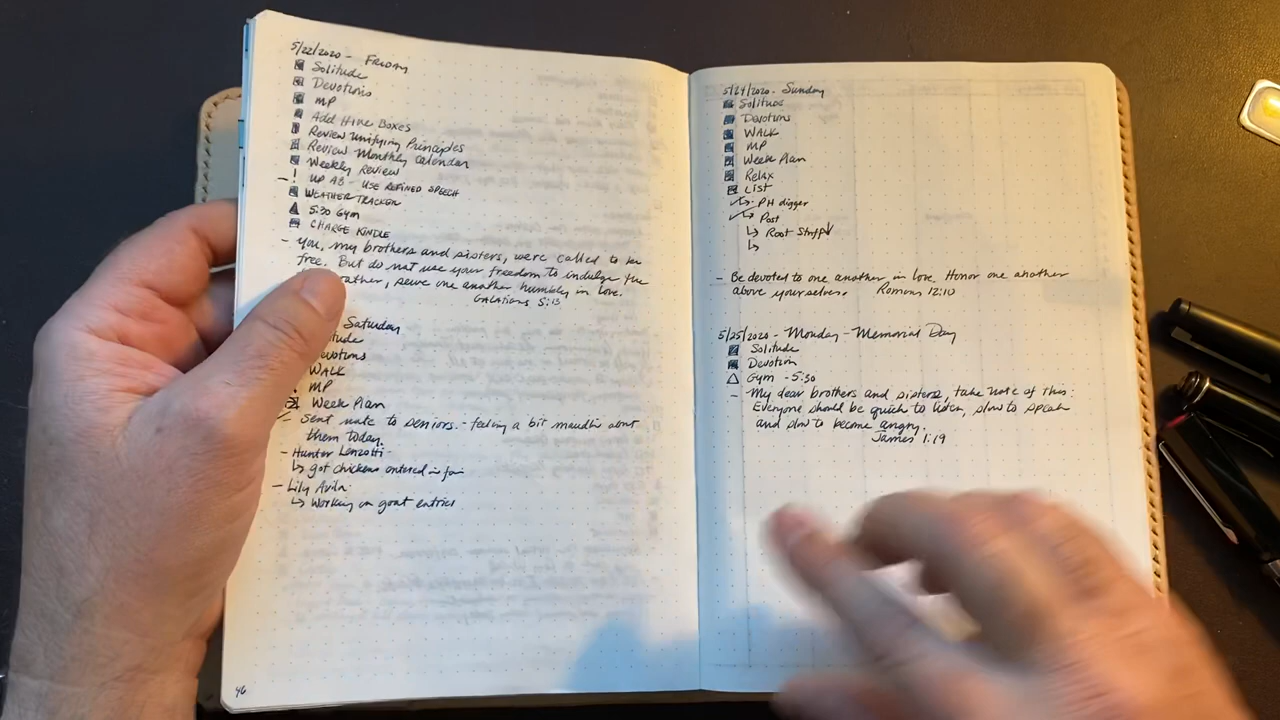 5/22/2020 - Friday
Solitude
Devotions
MP
Add Hive Boxes
Review Unifying Principles
Review Monthly Calendar
Weekly Review
- ! UP AB - USE REFINED SPEECH
WEATHER TRACKER
5:30 Gym
CHARGE KINDLE
- You, my brothers and sisters, were called to be
free. But do not use your freedom to indulge the
rather, serve one another humbly in love.
Galatians 5:13
Saturday
itude
evotions
WALK
MP
Week Plan
- Sent note to seniors - feeling a bit maudlin about
them today.
- Hunter Lenzotti -
↳ got chickens entered in fair
- Lily Avila -
↳ Working on goat entries
46
5/24/2020 - Sunday
Solitude
Devotions
WALK
MP
Week Plan
Relax
List
↳ PH digger
↳ Post
↳ Root Stuff
↳
- Be devoted to one another in love. Honor one another
above yourselves. Romans 12:10
5/25/2020 - Monday - Memorial Day
Solitude
Devotion
Gym - 5:30
- My dear brothers and sisters, take note of this:
Everyone should be quick to listen, slow to speak
and slow to become angry.
James 1:19